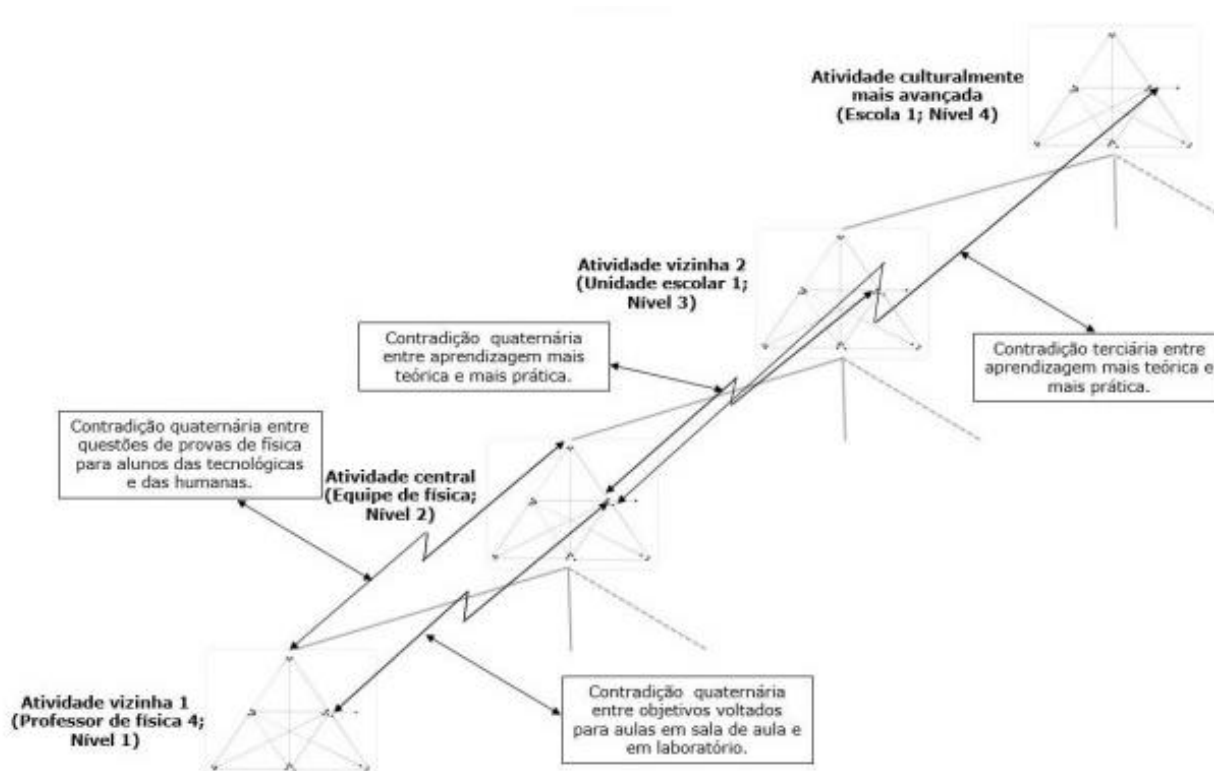 Atividade culturalmente
mais avançada
(Escola 1; Nível 4)
Atividade vizinha 2
(Unidade escolar 1;
Nível 3)
Contradição quaternária
entre aprendizagem mais
teórica e mais prática.
Contradição terciária entre
aprendizagem mais teórica e
mais prática.
Contradição quaternária entre
questões de provas de física
para alunos das tecnológicas
e das humanas.
Atividade central
(Equipe de física;
Nível 2)
Atividade vizinha 1
(Professor de física 4;
Nível 1)
Contradição quaternária
entre objetivos voltados
para aulas em sala de aula e
em laboratório.